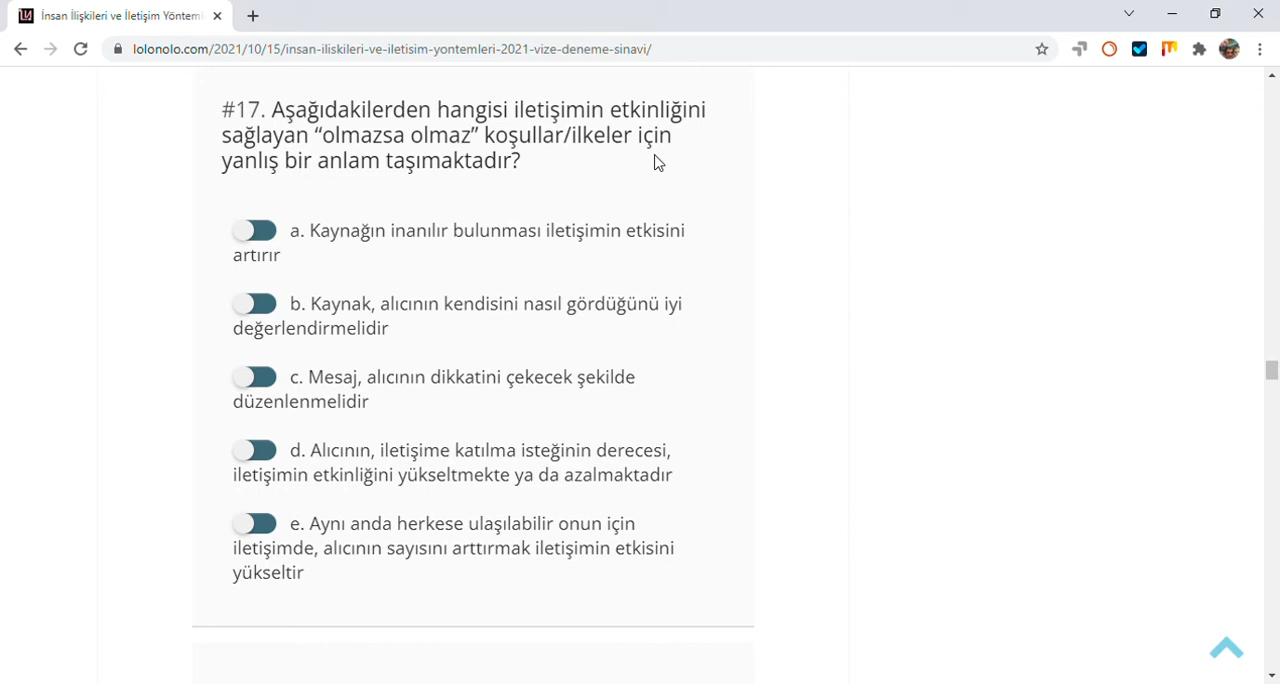 İnsan İlişkileri ve İletişim Yöntem
lolonolo.com/2021/10/15/insan-iliskileri-ve-iletisim-yontemleri-2021-vize-deneme-sinavi/
#17. Aşağıdakilerden hangisi iletişimin etkinliğini
sağlayan “olmazsa olmaz” koşullar/ilkeler için
yanlış bir anlam taşımaktadır?
a. Kaynağın inanılır bulunması iletişimin etkisini
artırır
b. Kaynak, alıcının kendisini nasıl gördüğünü iyi
değerlendirmelidir
c. Mesaj, alıcının dikkatini çekecek şekilde
düzenlenmelidir
d. Alıcının, iletişime katılma isteğinin derecesi,
iletişimin etkinliğini yükseltmekte ya da azalmaktadır
e. Aynı anda herkese ulaşılabilir onun için
iletişimde, alıcının sayısını arttırmak iletişimin etkisini
yükseltir